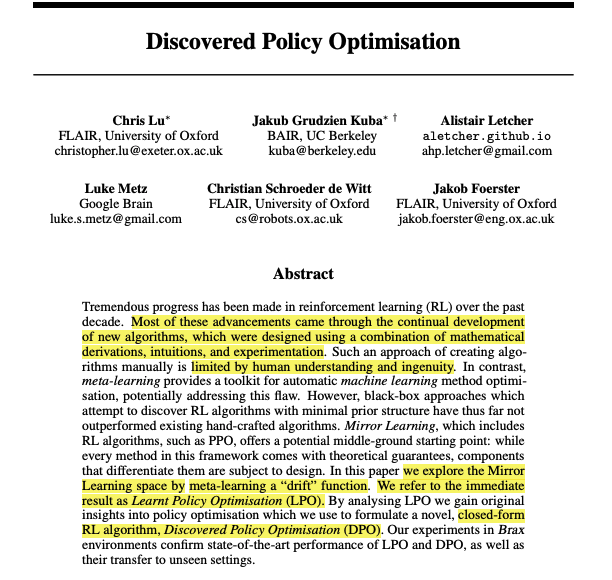 Discovered Policy Optimisation
Chris Lu*
FLAIR, University of Oxford
christopher.lu@exeter.ox.ac.uk
Jakub Grudzien Kuba* †
BAIR, UC Berkeley
kuba@berkeley.edu
Alistair Letcher
aletcher.github.io
ahp.letcher@gmail.com
Luke Metz
Google Brain
luke.s.metz@gmail.com
Christian Schroeder de Witt
FLAIR, University of Oxford
cs@robots.ox.ac.uk
Jakob Foerster
FLAIR, University of Oxford
jakob.foerster@eng.ox.ac.uk
Abstract
Tremendous progress has been made in reinforcement learning (RL) over the past
decade. Most of these advancements came through the continual development
of new algorithms, which were designed using a combination of mathematical
derivations, intuitions, and experimentation. Such an approach of creating algo-
rithms manually is limited by human understanding and ingenuity. In contrast,
meta-learning provides a toolkit for automatic machine learning method optimi-
sation, potentially addressing this flaw. However, black-box approaches which
attempt to discover RL algorithms with minimal prior structure have thus far not
outperformed existing hand-crafted algorithms. Mirror Learning, which includes
RL algorithms, such as PPO, offers a potential middle-ground starting point: while
every method in this framework comes with theoretical guarantees, components
that differentiate them are subject to design. In this paper we explore the Mirror
Learning space by meta-learning a “drift” function. We refer to the immediate
result as Learnt Policy Optimisation (LPO). By analysing LPO we gain original
insights into policy optimisation which we use to formulate a novel, closed-form
RL algorithm, Discovered Policy Optimisation (DPO). Our experiments in Brax
environments confirm state-of-the-art performance of LPO and DPO, as well as
their transfer to unseen settings.